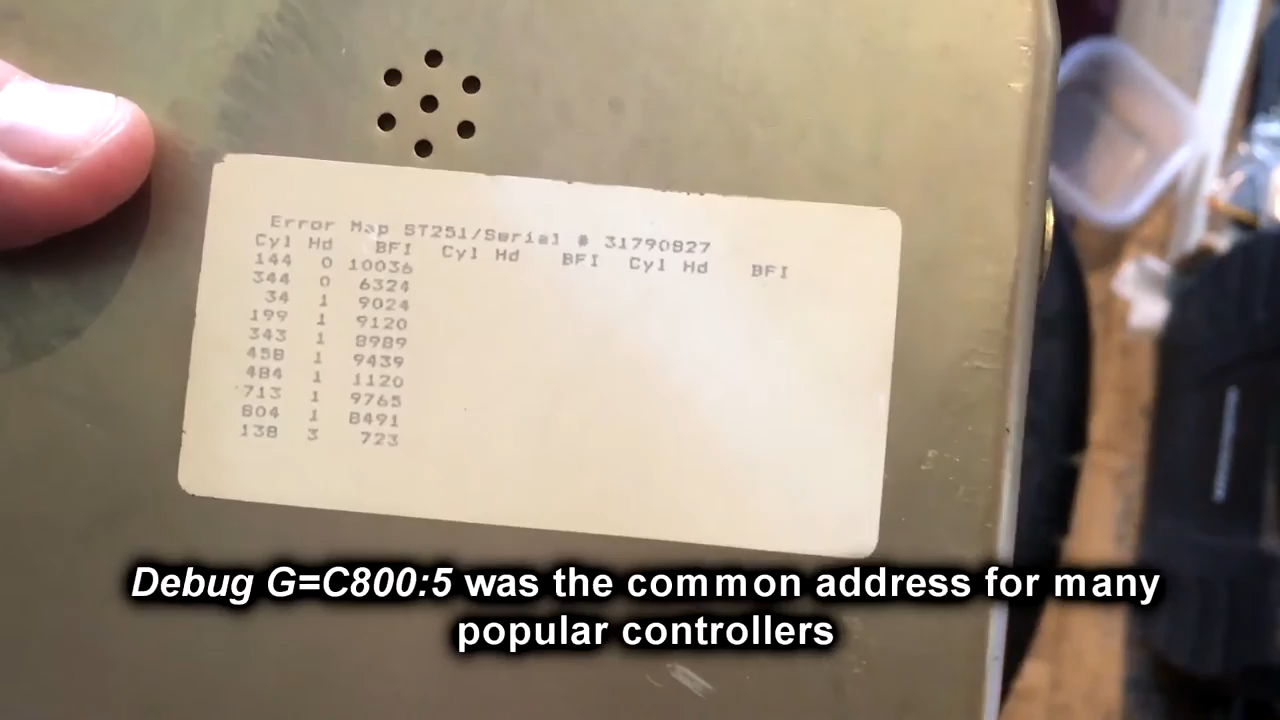 Error Map ST251/Serial # 31790827
Cyl Hd BFI Cyl Hd BFI Cyl Hd BFI
144 0 10036
344 0 6324
34 1 9024
199 1 9120
343 1 8989
458 1 9439
484 1 1120
713 1 9765
804 1 8491
138 3 723
Debug G=C800:5 was the common address for many
popular controllers